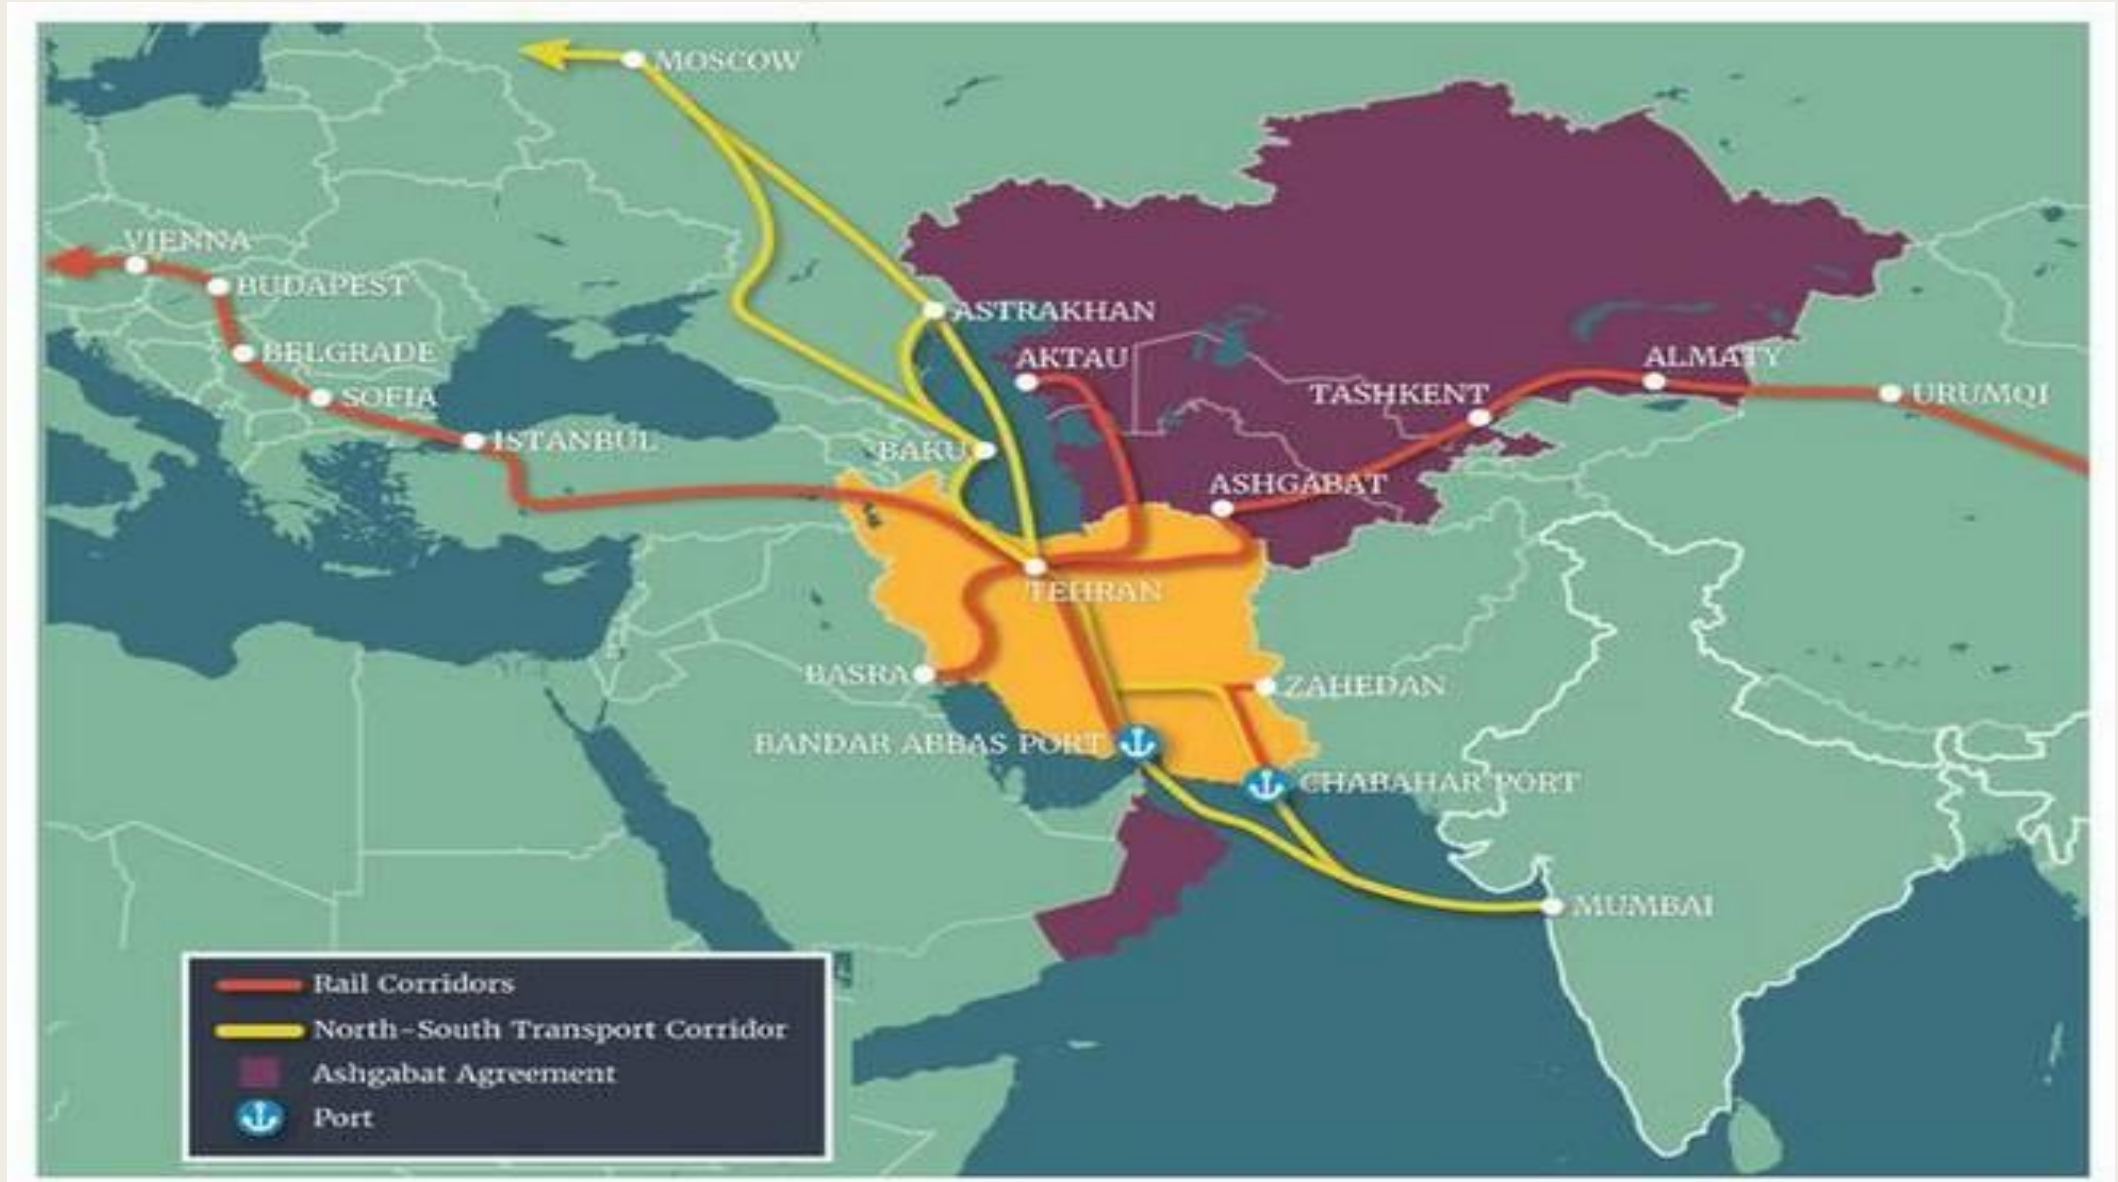 MOSCOW
VIENNA
BUDAPEST
ASTRAKHAN
BELGRADE
AKTAU
ALMATY
SOFIA
TASHKENT
URUMQI
ISTANBUL
BAKU
ASHGABAT
TEHRAN
BASRA
ZAHEDAN
BANDAR ABBAS PORT
CHABAHAR PORT
MUMBAI
Rail Corridors
North-South Transport Corridor
Ashgabat Agreement
Port